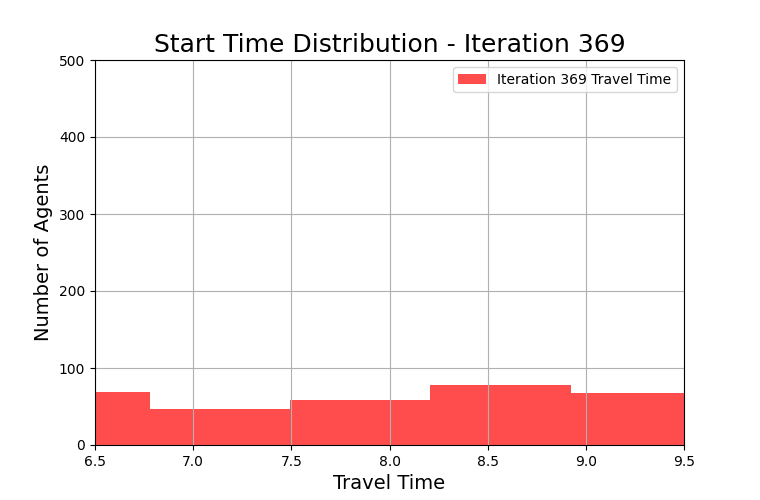 Start Time Distribution - Iteration 369
Iteration 369 Travel Time
Number of Agents
500
400
300
200
100
0
6.5 7.0 7.5 8.0 8.5 9.0 9.5
Travel Time